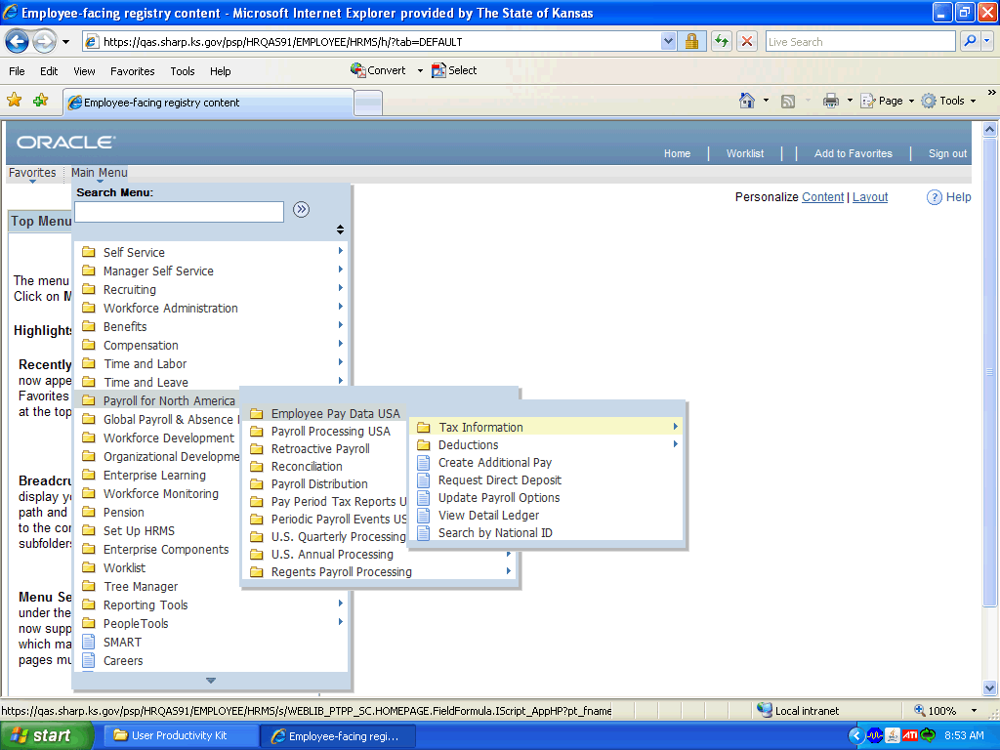 Employee-facing registry content - Microsoft Internet Explorer provided by The State of Kansas
https://qas.sharp.ks.gov/psp/HRQAS91/EMPLOYEE/HRMS/h/?tab=DEFAULT
Live Search
File Edit View Favorites Tools Help Convert Select
Employee-facing registry content
Page Tools
ORACLE
Home Worklist Add to Favorites Sign out
Favorites Main Menu
Personalize Content | Layout Help
Search Menu:
Top Menu
The menu
Click on M
Highlights
Recently
now appe
Favorites
at the top
Breadcru
display yo
path and
to the con
subfolders
Menu Se
under the
now supp
which ma
pages mu
Self Service
Manager Self Service
Recruiting
Workforce Administration
Benefits
Compensation
Time and Labor
Time and Leave
Payroll for North America
Global Payroll & Absence
Workforce Development
Organizational Developme
Enterprise Learning
Workforce Monitoring
Pension
Set Up HRMS
Enterprise Components
Worklist
Tree Manager
Reporting Tools
PeopleTools
SMART
Careers
Employee Pay Data USA
Payroll Processing USA
Retroactive Payroll
Reconciliation
Payroll Distribution
Pay Period Tax Reports U
Periodic Payroll Events US
U.S. Quarterly Processing
U.S. Annual Processing
Regents Payroll Processing
Tax Information
Deductions
Create Additional Pay
Request Direct Deposit
Update Payroll Options
View Detail Ledger
Search by National ID
https://qas.sharp.ks.gov/psp/HRQAS91/EMPLOYEE/HRMS/s/WEBLIB_PTPP_SC.HOMEPAGE.FieldFormula.IScript_AppHP?pt_fname
Local intranet 100%
start User Productivity Kit Employee-facing regi... ATI 8:53 AM